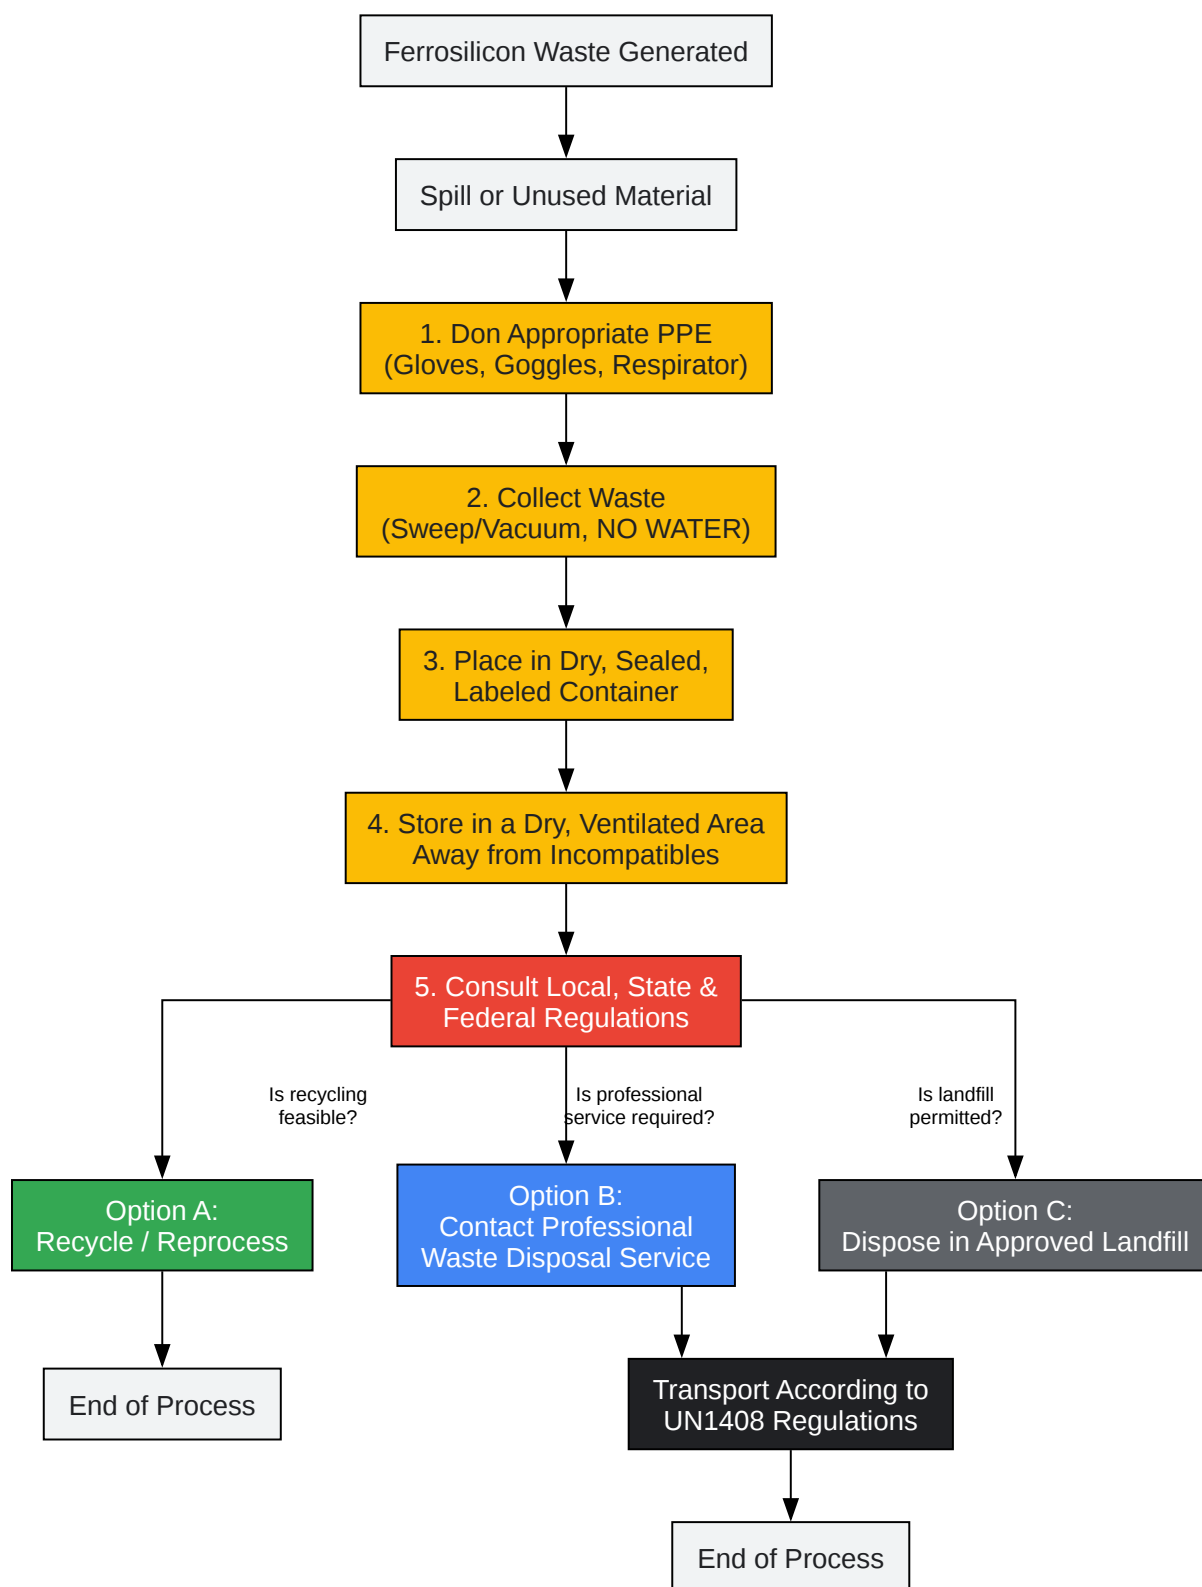 Ferrosilicon Waste Generated
Spill or Unused Material
1. Don Appropriate PPE
(Gloves, Goggles, Respirator)
2. Collect Waste
(Sweep/Vacuum, NO WATER)
3. Place in Dry, Sealed,
Labeled Container
4. Store in a Dry, Ventilated Area
Away from Incompatibles
5. Consult Local, State &
Federal Regulations
Is recycling
feasible?
Is professional
service required?
Is landfill
permitted?
Option A:
Recycle / Reprocess
Option B:
Contact Professional
Waste Disposal Service
Option C:
Dispose in Approved Landfill
End of Process
Transport According to
UN1408 Regulations
End of Process